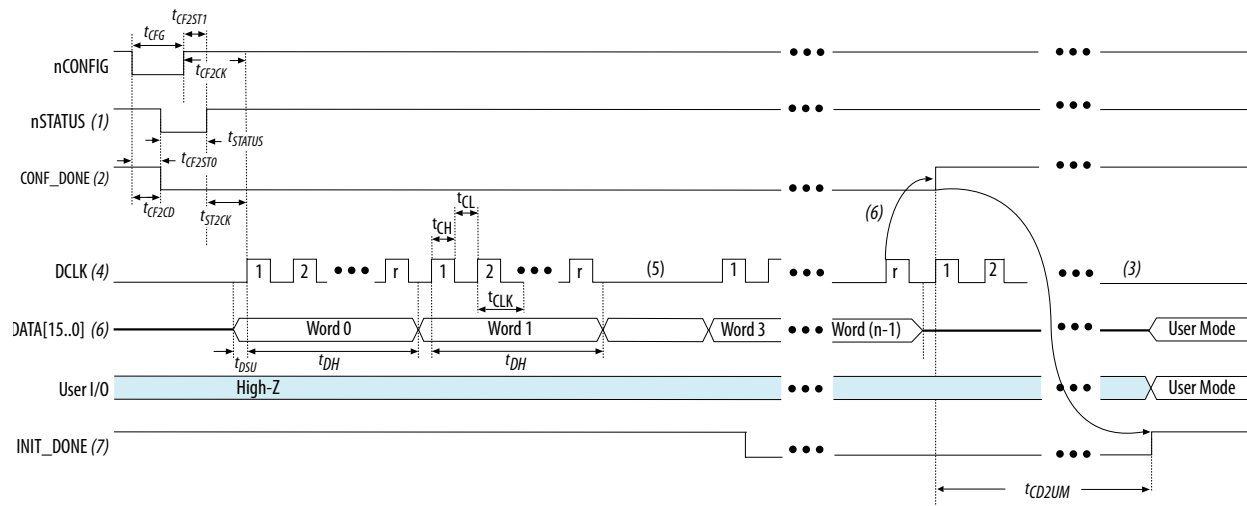 tCF2ST1
tCFG
nCONFIG
tCF2CK
nSTATUS (1)
tSTATUS
tCF2ST0
CONF_DONE (2)
tCF2CD
tST2CK
tCL
tCH
(6)
DCLK (4) 1 2 r 1 2 r (5) 1 r 1 2 (3)
tCLK
DATA[15..0] (6) Word 0 Word 1 Word 3 Word (n-1) User Mode
tDSU tDH tDH
User I/O High-Z User Mode
INIT_DONE (7)
tCD2UM